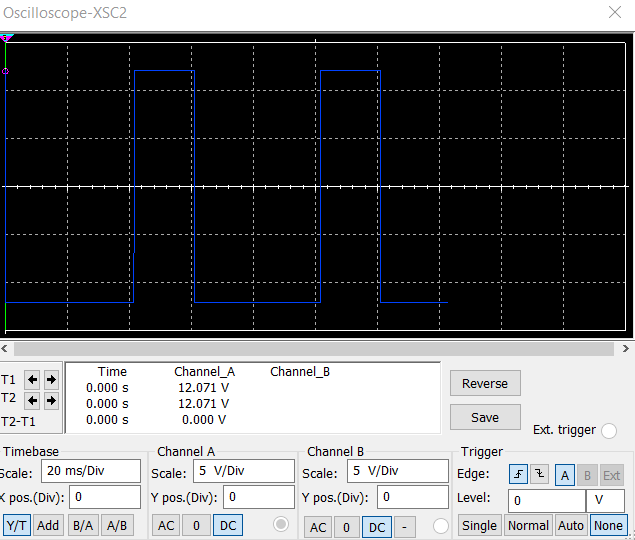 Oscilloscope-XSC2
Time Channel_A Channel_B
T1 0.000 s 12.071 V
T2 0.000 s 12.071 V
T2-T1 0.000 s 0.000 V
Reverse
Save
Ext. trigger
Timebase Channel A Channel B Trigger
Scale: 20 ms/Div Scale: 5 V/Div Scale: 5 V/Div Edge: A B Ext
X pos.(Div): 0 Y pos.(Div): 0 Y pos.(Div): 0 Level: 0 V
Y/T Add B/A A/B AC 0 DC AC 0 DC - Single Normal Auto None